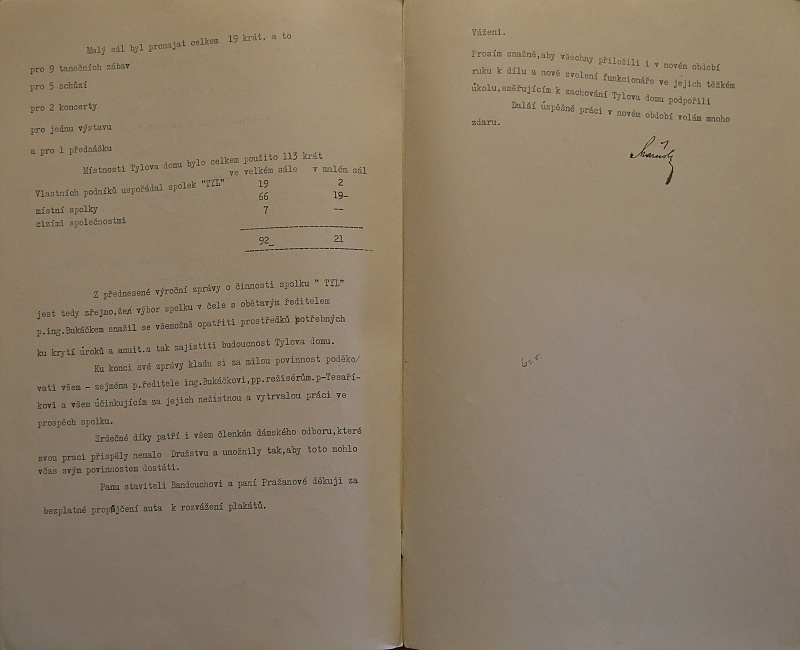 Malý sál byl pronajat celkem 19 krát. a to
pro 9 tanečních zábav
pro 5 schůzí
pro 2 koncerty
pro jednu výstavu
a pro 1 přednášku
Místnosti Tylova domu bylo celkem použito 113 krát
ve velkém sále v malém sál
Vlastních podniků uspořádal spolek "TYL" 19 2
místní spolky 66 19-
cizími společnostmi 7 --
92_ 21
Z přednesené výroční zprávy o činnosti spolku " TYL"
jest tedy zřejmo,že výbor spolku v čele s obětavým ředitelem
p.ing.Bukáčkem snažil se všemožně opatřiti prostředků potřebných
ku krytí úroků a anuit.a tak zajistiti budoucnost Tylova domu.
Ku konci své zprávy kladu si za milou povinnost poděko/
vati všem - zejména p.ředitele ing.Bukáčkovi,pp.režisérům.p-Tesaří-
kovi a všem účinkujícím za jejich nežistnou a vytrvalou práci ve
prospěch spolku.
Srdečné díky patří i všem členkám dámského odboru,které
svou prací přispěly nemalo Družstvu a umožnily tak,aby toto mohlo
včas svým povinnostem dostáti.
Panu staviteli Bandouchovi a paní Pražanové děkuji za
bezplatné propůjčení auta k rozvážení plakátů.
Vážení.
Prosím snažně,aby všechny přiložili i v novém období
ruku k dílu a nově zvolení funkcionáře ve jejich těžkém
úkolu,směřujícím k zachování Tylova domu podpořili
Další úspěšné práci v novém období volám mnoho
zdaru.